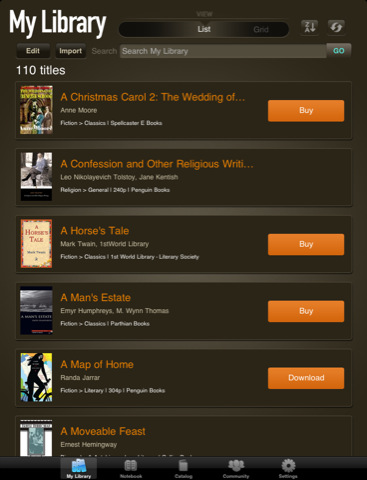 My Library
VIEW
List
Grid
Edit
Import
Search
Search My Library
GO
110 titles
A Christmas Carol 2: The Wedding of…
Anne Moore
Fiction > Classics | Spellcaster E Books
Buy
A Confession and Other Religious Writi…
Leo Nikolayevich Tolstoy, Jane Kentish
Religion > General | 240p | Penguin Books
A Horse's Tale
Mark Twain, 1stWorld Library
Fiction > Classics | 1st World Library - Literary Society
Buy
A HORSE'S TALE
A Man's Estate
Emyr Humphreys, M. Wynn Thomas
Fiction > Classics | Parthian Books
Buy
A MAN'S ESTATE
A Map of Home
Randa Jarrar
Fiction > Literary | 304p | Penguin Books
Download
A Moveable Feast
Ernest Hemingway
My Library
Notebook
Catalog
Community
Settings